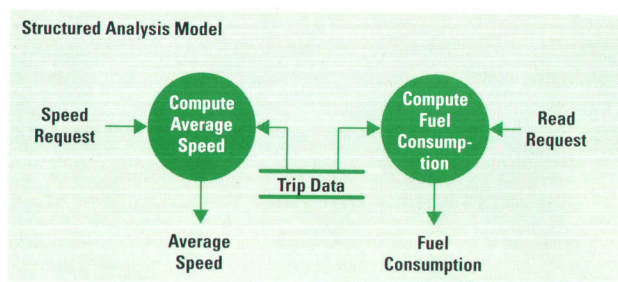 Structured Analysis Model
Speed
Request
Compute
Average
Speed
Compute
Fuel
Consump-
tion
Read
Request
Trip Data
Average
Speed
Fuel
Consumption